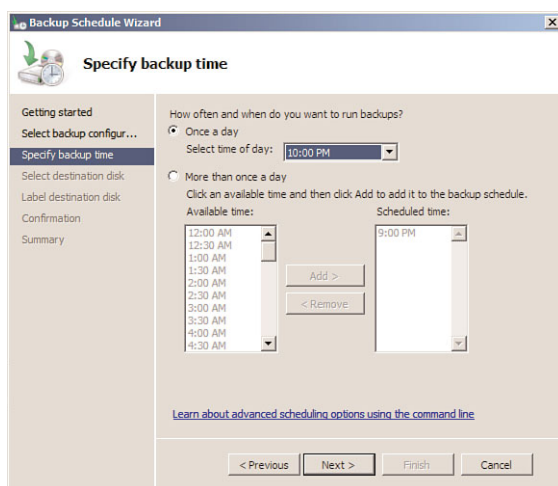 Backup Schedule Wizard
Specify backup time
Getting started
Select backup configur...
Specify backup time
Select destination disk
Label destination disk
Confirmation
Summary
How often and when do you want to run backups?
Once a day
Select time of day: 10:00 PM
More than once a day
Click an available time and then click Add to add it to the backup schedule.
Available time:
12:00 AM
12:30 AM
1:00 AM
1:30 AM
2:00 AM
2:30 AM
3:00 AM
3:30 AM
4:00 AM
4:30 AM
Add >
< Remove
Scheduled time:
9:00 PM
Learn about advanced scheduling options using the command line
< Previous Next > Finish Cancel